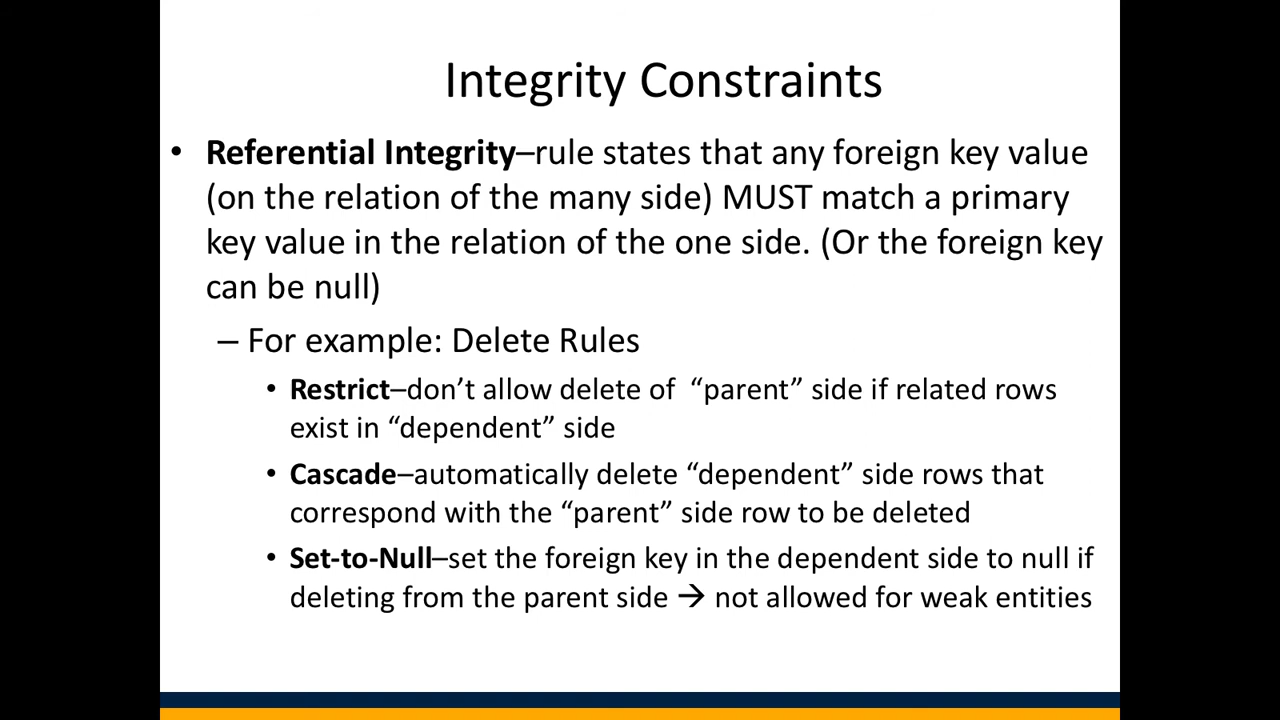 Integrity Constraints
• Referential Integrity–rule states that any foreign key value
(on the relation of the many side) MUST match a primary
key value in the relation of the one side. (Or the foreign key
can be null)
– For example: Delete Rules
• Restrict–don’t allow delete of “parent” side if related rows
exist in “dependent” side
• Cascade–automatically delete “dependent” side rows that
correspond with the “parent” side row to be deleted
• Set-to-Null–set the foreign key in the dependent side to null if
deleting from the parent side → not allowed for weak entities